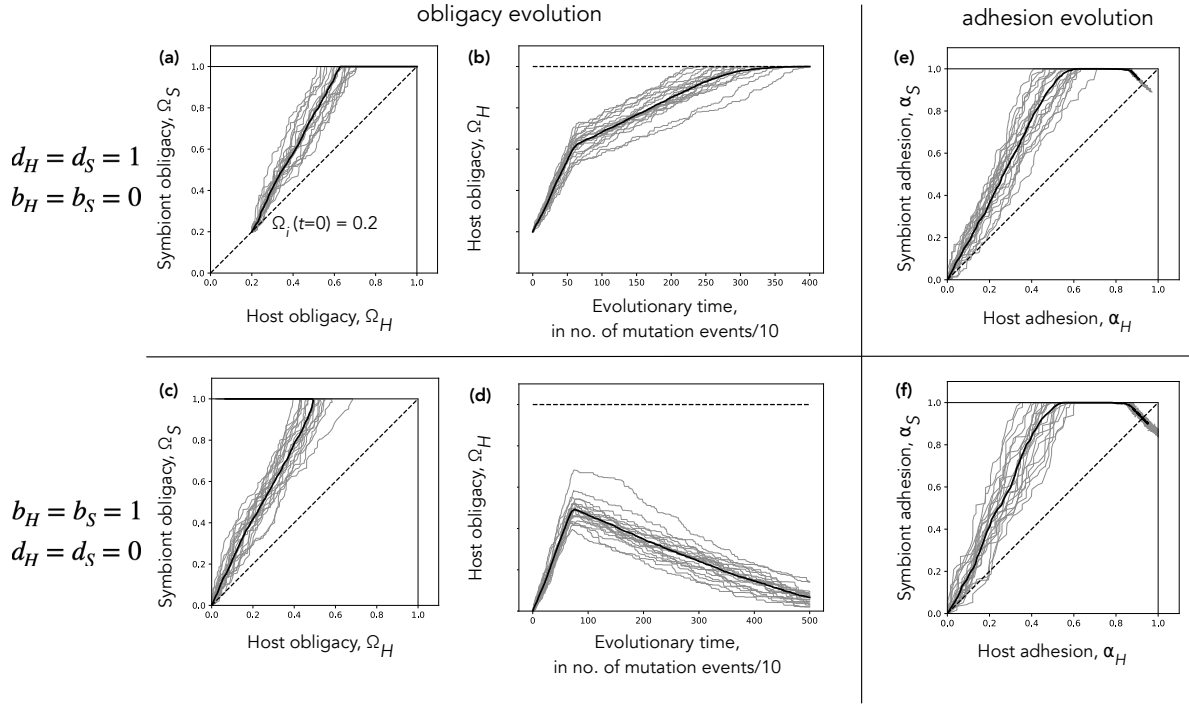 obligacy evolution
adhesion evolution
d_H = d_S = 1
b_H = b_S = 0
(a)
Symbiont obligacy, Ω_S
1.0
0.8
0.6
0.4
0.2
0.0
Ω_i (t=0) = 0.2
0.0 0.2 0.4 0.6 0.8 1.0
Host obligacy, Ω_H
(b)
Host obligacy, Ω_H
0 50 100 150 200 250 300 350 400
Evolutionary time,
in no. of mutation events/10
(e)
Symbiont adhesion, α_S
1.0
0.8
0.6
0.4
0.2
0.0
0.0 0.2 0.4 0.6 0.8 1.0
Host adhesion, α_H
b_H = b_S = 1
d_H = d_S = 0
(c)
Symbiont obligacy, Ω_S
1.0
0.8
0.6
0.4
0.2
0.0
0.0 0.2 0.4 0.6 0.8 1.0
Host obligacy, Ω_H
(d)
Host obligacy, Ω_H
0 100 200 300 400 500
Evolutionary time,
in no. of mutation events/10
(f)
Symbiont adhesion, α_S
1.0
0.8
0.6
0.4
0.2
0.0
0.0 0.2 0.4 0.6 0.8 1.0
Host adhesion, α_H